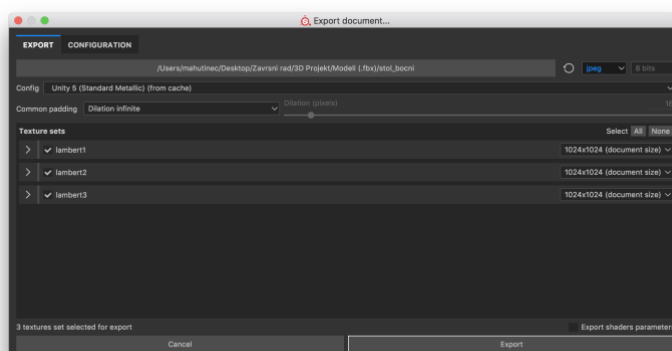 Export document...
EXPORT CONFIGURATION
/Users/mahutinec/Desktop/Zavrsni rad/3D Projekt/Modeli (.fbx)/stol_bocni jpeg 8 bits
Config Unity 5 (Standard Metallic) (from cache)
Common padding Dilation infinite Dilation (pixels) 16
Texture sets Select All None
lambert1 1024x1024 (document size)
lambert2 1024x1024 (document size)
lambert3 1024x1024 (document size)
3 textures set selected for export Export shaders parameters
Cancel Export